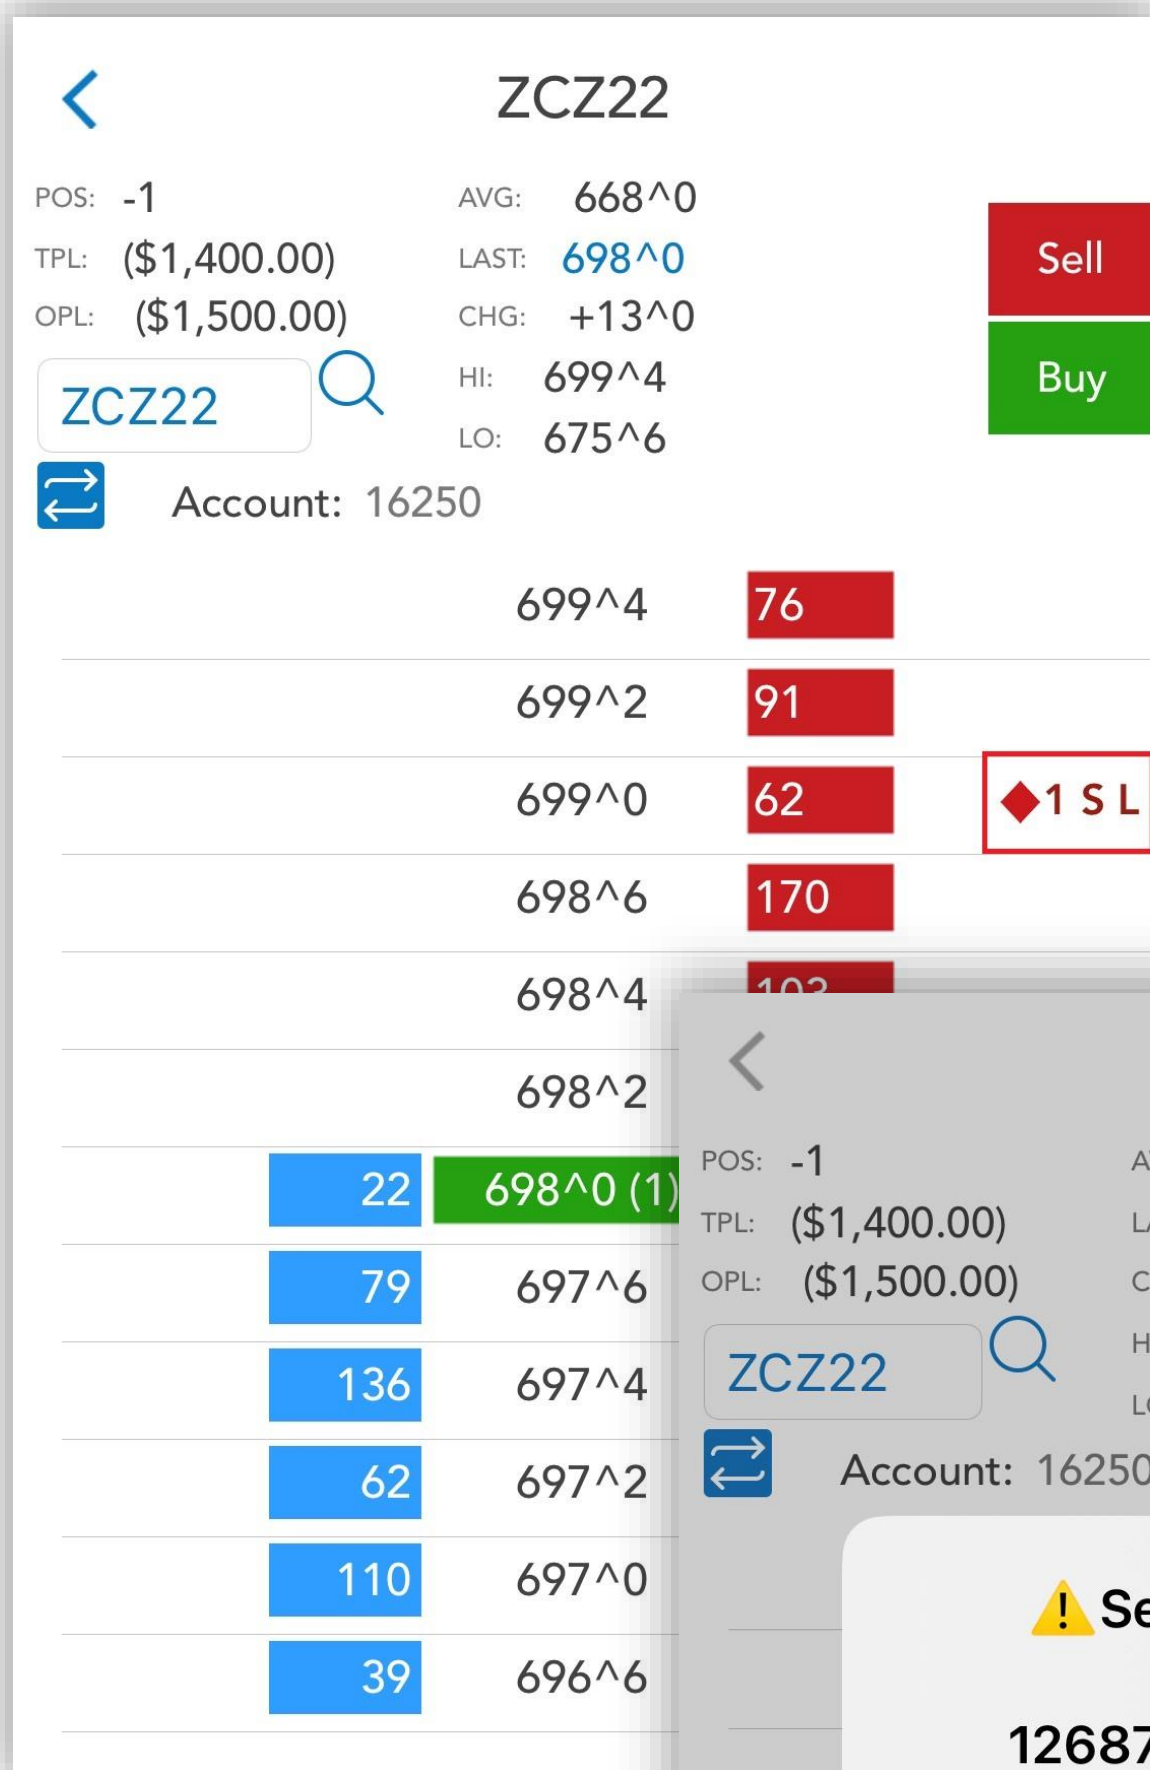 ZCZ22
POS: -1 AVG: 668^0
TPL: ($1,400.00) LAST: 698^0 Sell
OPL: ($1,500.00) CHG: +13^0
ZCZ22 HI: 699^4 Buy
LO: 675^6
Account: 16250
699^4 76
699^2 91
699^0 62 ◆1 S L
698^6 170
698^4 103
698^2
22 698^0 (1)
79 697^6
136 697^4
62 697^2
110 697^0
39 696^6
POS: -1
TPL: ($1,400.00)
OPL: ($1,500.00)
ZCZ22
Account: 16250
12687